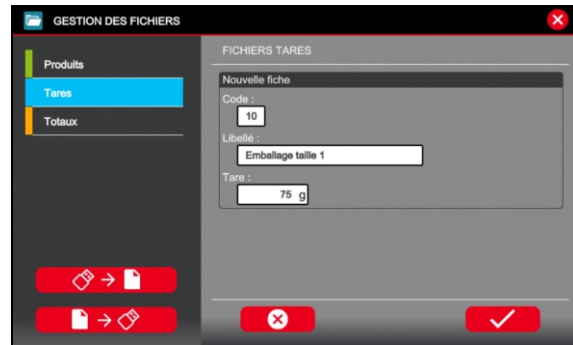 GESTION DES FICHIERS
Produits
Tares
Totaux
FICHIERS TARES
Nouvelle fiche
Code :
10
Libellé :
Emballage taille 1
Tare :
75 g